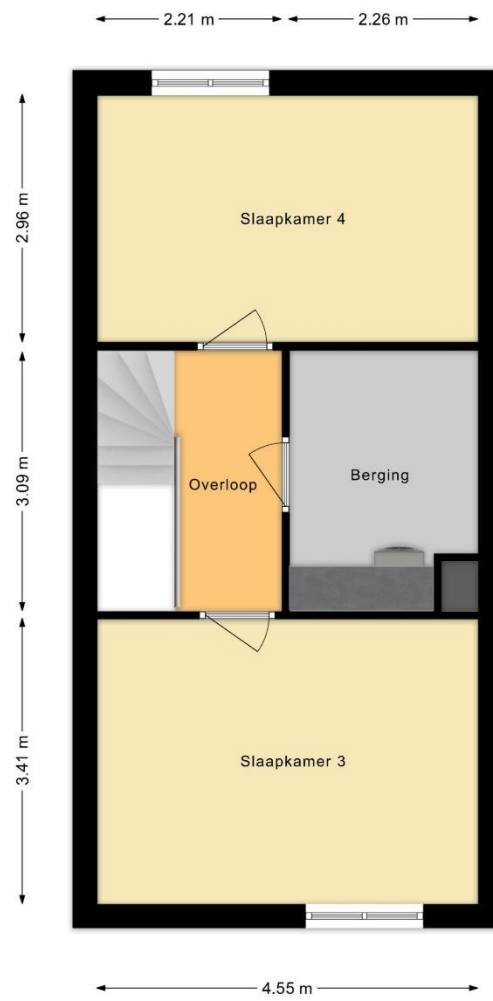 2.21 m
2.26 m
2.96 m
Slaapkamer 4
3.09 m
Overloop
Berging
3.41 m
Slaapkamer 3
4.55 m